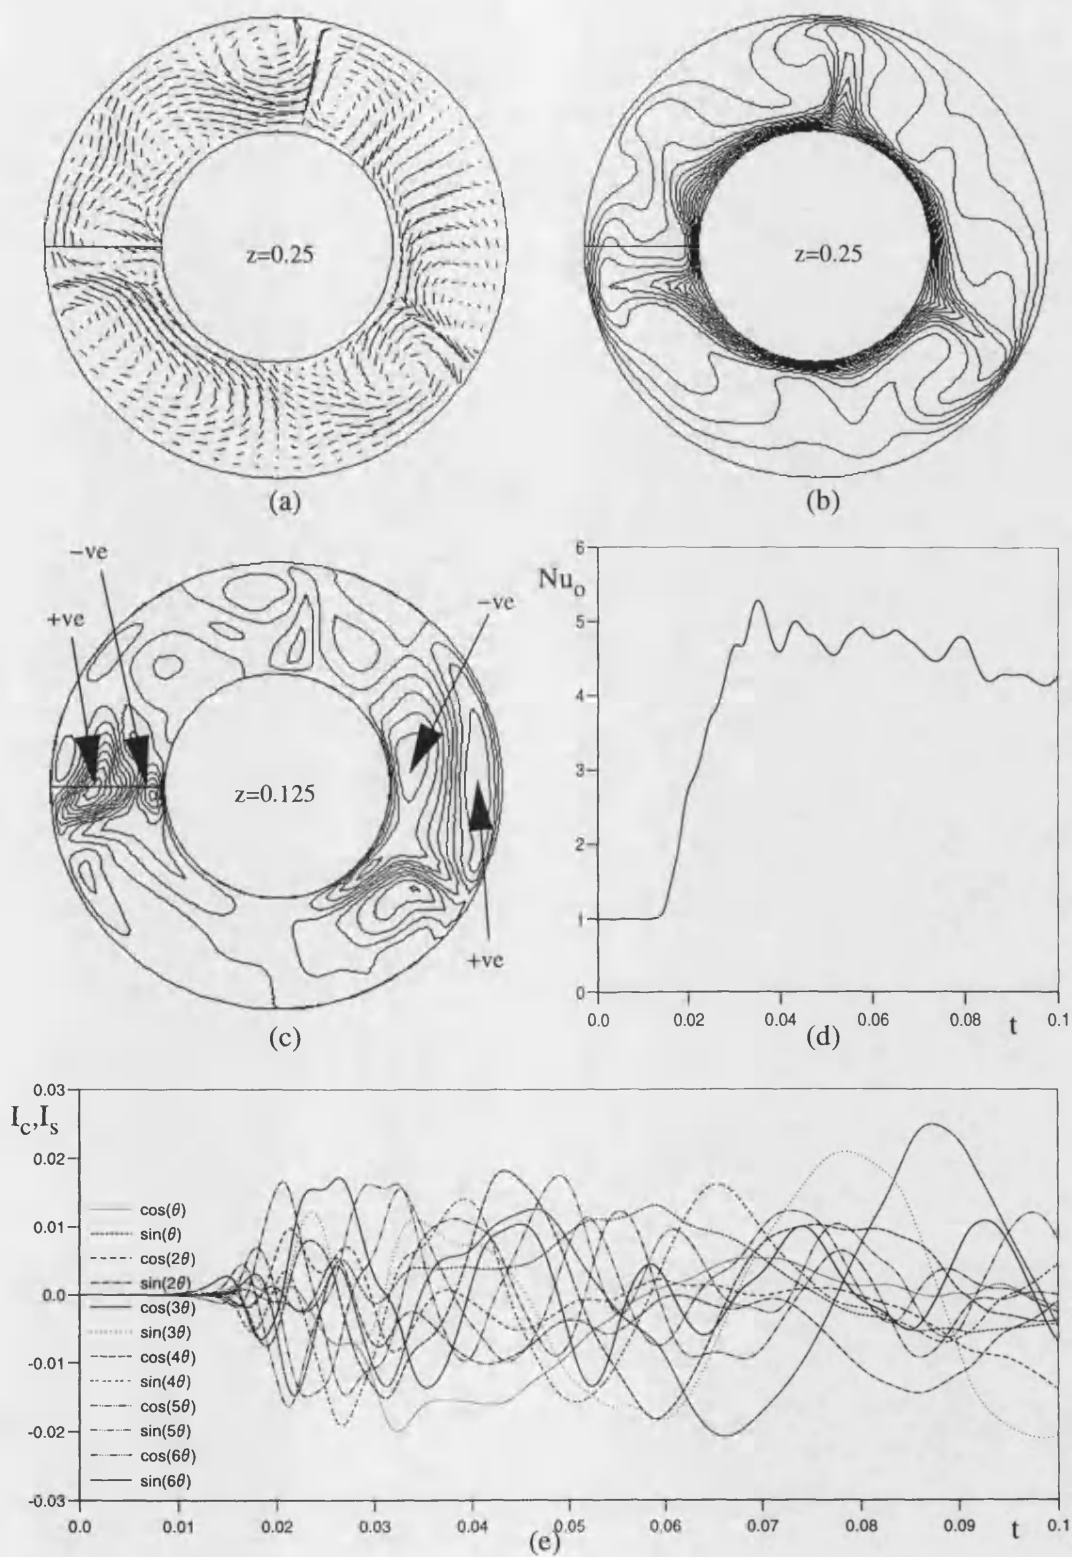 z=0.25
z=0.25
(a)
(b)
−ve
+ve
−ve
z=0.125
+ve
(c)
Nu₀
6
5
4
3
2
1
0
0.0 0.02 0.04 0.06 0.08 t 0.1
(d)
I_c,I_s
0.03
0.02
0.01
0.0
-0.01
-0.02
-0.03
cos(θ)
sin(θ)
cos(2θ)
sin(2θ)
cos(3θ)
sin(3θ)
cos(4θ)
sin(4θ)
cos(5θ)
sin(5θ)
cos(6θ)
sin(6θ)
0.0 0.01 0.02 0.03 0.04 0.05 0.06 0.07 0.08 0.09 t 0.1
(e)